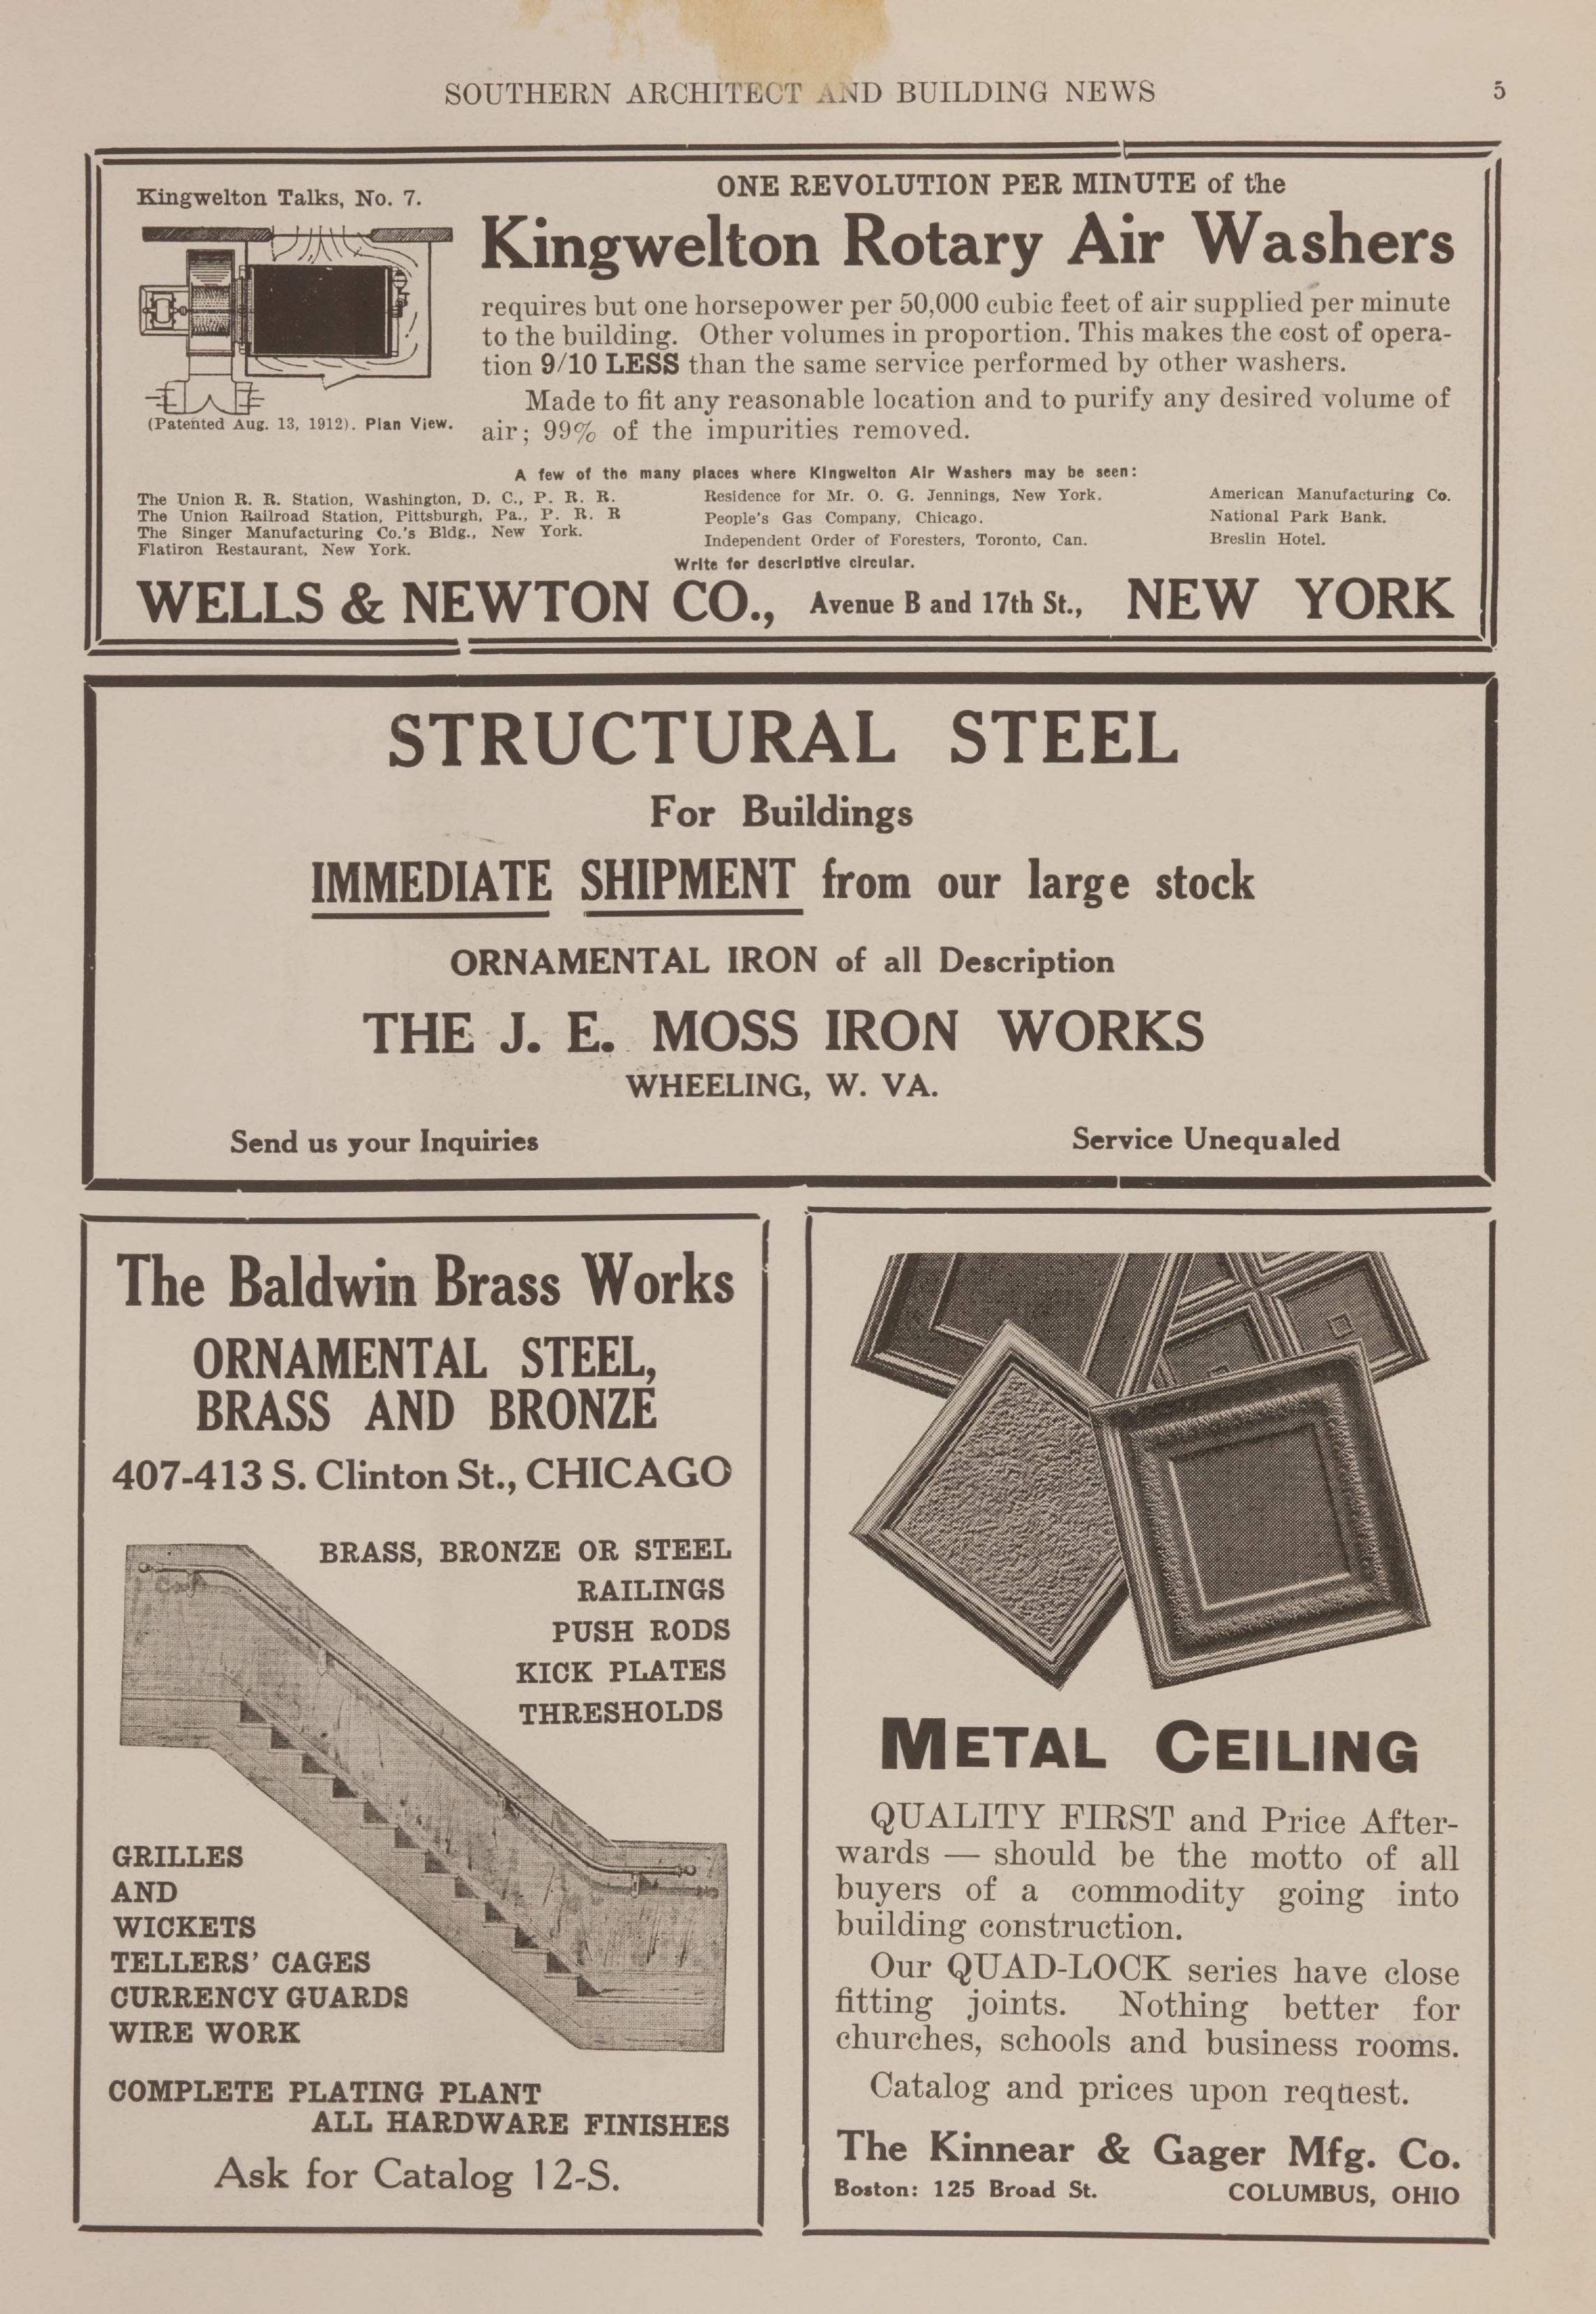 SOUTHERN ARCHITECT AND BUILDING NEWS
5
Kingwelton Talks, No. 7.
(Patented Aug. 13, 1912). Plan View.
ONE REVOLUTION PER MINUTE of the
Kingwelton Rotary Air Washers
requires but one horsepower per 50,000 cubic feet of air supplied per minute
to the building. Other volumes in proportion. This makes the cost of opera-
tion 9/10 LESS than the same service performed by other washers.
Made to fit any reasonable location and to purify any desired volume of
air; 99% of the impurities removed.
A few of the many places where Kingwelton Air Washers may be seen:
The Union R. R. Station, Washington, D. C., P. R. R.
The Union Railroad Station, Pittsburgh, Pa., P. R. R
The Singer Manufacturing Co.'s Bldg., New York.
Flatiron Restaurant, New York.
Residence for Mr. O. G. Jennings, New York.
People's Gas Company, Chicago.
Independent Order of Foresters, Toronto, Can.
American Manufacturing Co.
National Park Bank.
Breslin Hotel.
Write for descriptive circular.
WELLS & NEWTON CO., Avenue B and 17th St., NEW YORK
STRUCTURAL STEEL
For Buildings
IMMEDIATE SHIPMENT from our large stock
ORNAMENTAL IRON of all Description
THE J. E. MOSS IRON WORKS
WHEELING, W. VA.
Send us your Inquiries
Service Unequaled
The Baldwin Brass Works
ORNAMENTAL STEEL,
BRASS AND BRONZE
407-413 S. Clinton St., CHICAGO
BRASS, BRONZE OR STEEL
RAILINGS
PUSH RODS
KICK PLATES
THRESHOLDS
GRILLES
AND
WICKETS
TELLERS' CAGES
CURRENCY GUARDS
WIRE WORK
COMPLETE PLATING PLANT
ALL HARDWARE FINISHES
Ask for Catalog 12-S.
METAL CEILING
QUALITY FIRST and Price After-
wards — should be the motto of all
buyers of a commodity going into
building construction.
Our QUAD-LOCK series have close
fitting joints. Nothing better for
churches, schools and business rooms.
Catalog and prices upon request.
The Kinnear & Gager Mfg. Co.
Boston: 125 Broad St. COLUMBUS, OHIO